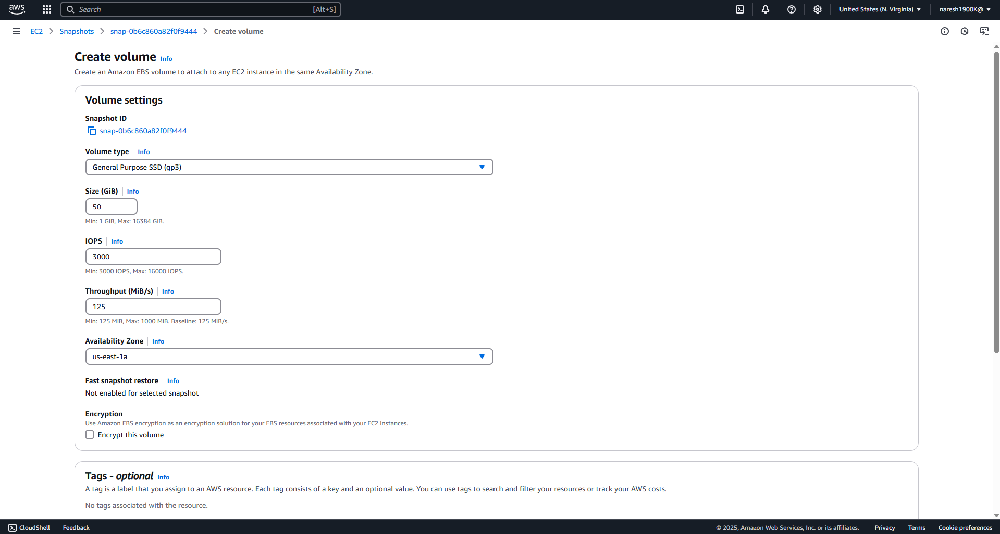 aws
Search [Alt+S]
United States (N. Virginia)
naresh1900K@
EC2 Snapshots snap-0b6c860a82f0f9444 Create volume
Create volume Info
Create an Amazon EBS volume to attach to any EC2 instance in the same Availability Zone.
Volume settings
Snapshot ID
snap-0b6c860a82f0f9444
Volume type Info
General Purpose SSD (gp3)
Size (GiB) Info
50
Min: 1 GiB, Max: 16384 GiB.
IOPS Info
3000
Min: 3000 IOPS, Max: 16000 IOPS.
Throughput (MiB/s) Info
125
Min: 125 MiB, Max: 1000 MiB. Baseline: 125 MiB/s.
Availability Zone Info
us-east-1a
Fast snapshot restore Info
Not enabled for selected snapshot
Encryption
Use Amazon EBS encryption as an encryption solution for your EBS resources associated with your EC2 instances.
Encrypt this volume
Tags - optional Info
A tag is a label that you assign to an AWS resource. Each tag consists of a key and an optional value. You can use tags to search and filter your resources or track your AWS costs.
No tags associated with the resource.
CloudShell Feedback © 2025, Amazon Web Services, Inc. or its affiliates. Privacy Terms Cookie preferences